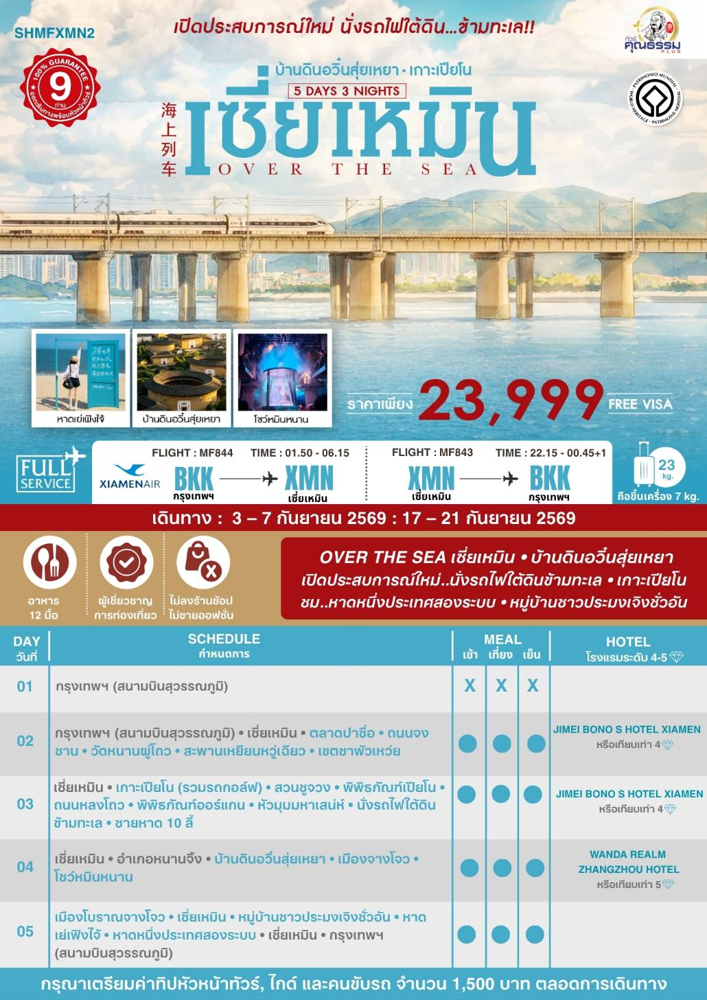 SHMFXMN2
เปิดประสบการณ์ใหม่ นั่งรถไฟใต้ดิน...ข้ามทะเล!!
ทัวร์
คุณธรรม
PLUS
100% GUARANTEE
9
ท่าน
ออกเดินทางพร้อมหัวหน้าทัวร์
บ้านดินอวิ๋นสุ่ยเหยา • เกาะเปียโน
5 DAYS 3 NIGHTS
WORLD HERITAGE • PATRIMOINE MONDIAL • PATRIMONIO MUNDIAL
海上列车
เซี่ยเหมิน
OVER THE SEA
หาดเย่เฟิงไจ้
บ้านดินอวิ๋นสุ่ยเหยา
โชว์หมินหนาน
ราคาเพียง 23,999 FREE VISA
FULL SERVICE
XIAMENAIR
FLIGHT : MF844 TIME : 01.50 - 06.15
BKK XMN
กรุงเทพฯ เซี่ยเหมิน
FLIGHT : MF843 TIME : 22.15 - 00.45+1
XMN BKK
เซี่ยเหมิน กรุงเทพฯ
23 kg.
ถือขึ้นเครื่อง 7 kg.
เดินทาง : 3 – 7 กันยายน 2569 : 17 – 21 กันยายน 2569
อาหาร
12 มื้อ
ผู้เชี่ยวชาญ
การท่องเที่ยว
X
ไม่ลงร้านช้อป
ไม่ขายออฟชั่น
OVER THE SEA เซี่ยเหมิน • บ้านดินอวิ๋นสุ่ยเหยา
เปิดประสบการณ์ใหม่..นั่งรถไฟใต้ดินข้ามทะเล • เกาะเปียโน
ชม..หาดหนึ่งประเทศสองระบบ • หมู่บ้านชาวประมงเจิงชั่วอัน
DAY SCHEDULE MEAL HOTEL
วันที่ กำหนดการ เช้า เที่ยง เย็น โรงแรมระดับ 4-5
01 กรุงเทพฯ (สนามบินสุวรรณภูมิ) X X X
02 กรุงเทพฯ (สนามบินสุวรรณภูมิ) • เซี่ยเหมิน • ตลาดปาซื่อ • ถนนจง
ซาน • วัดหนานผู่โถว • สะพานเหยียนหวู่เฉียว • เขตซาพัวเหว่ย
JIMEI BONO S HOTEL XIAMEN
หรือเทียบเท่า 4
03 เซี่ยเหมิน • เกาะเปียโน (รวมรถกอล์ฟ) • สวนซูจวง • พิพิธภัณฑ์เปียโน •
ถนนหลงโถว • พิพิธภัณฑ์ออร์แกน • หัวมุมมหาเสน่ห์ • นั่งรถไฟใต้ดิน
ข้ามทะเล • ชายหาด 10 ลี้
JIMEI BONO S HOTEL XIAMEN
หรือเทียบเท่า 4
04 เซี่ยเหมิน • อำเภอหนานจิ้ง • บ้านดินอวิ๋นสุ่ยเหยา • เมืองจางโจว •
โชว์หมินหนาน
WANDA REALM
ZHANGZHOU HOTEL
หรือเทียบเท่า 5
05 เมืองโบราณจางโจว • เซี่ยเหมิน • หมู่บ้านชาวประมงเจิงชั่วอัน • หาด
เย่เฟิงไจ้ • หาดหนึ่งประเทศสองระบบ • เซี่ยเหมิน • กรุงเทพฯ
(สนามบินสุวรรณภูมิ)
กรุณาเตรียมค่าทิปหัวหน้าทัวร์, ไกด์ และคนขับรถ จำนวน 1,500 บาท ตลอดการเดินทาง